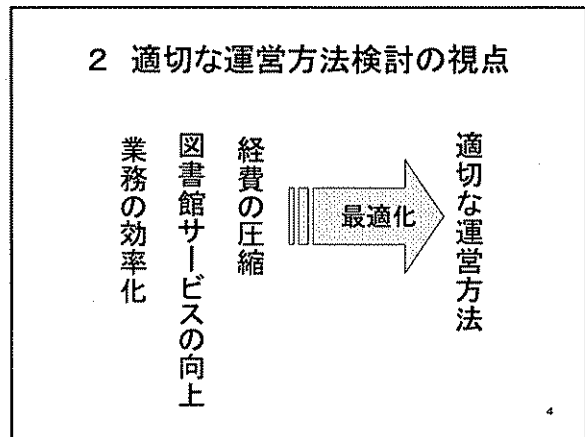 2 適切な運営方法検討の視点
経費の圧縮
図書館サービスの向上
業務の効率化
最適化
適切な運営方法
4